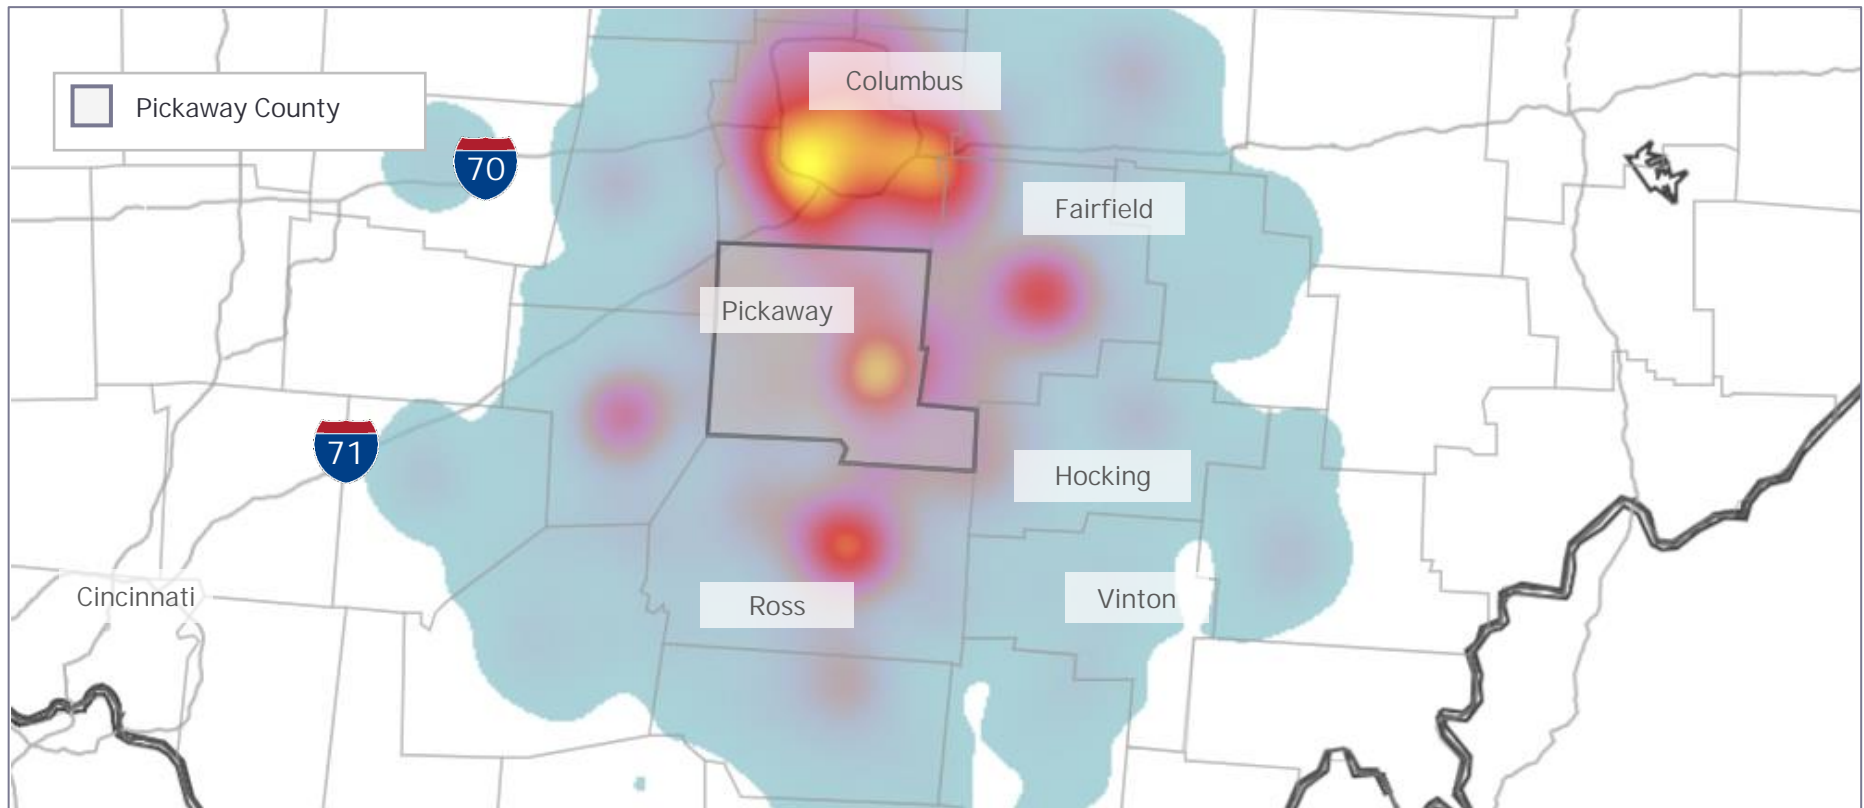 Columbus
Pickaway County
70
Fairfield
Pickaway
71
Hocking
Cincinnati
Ross
Vinton